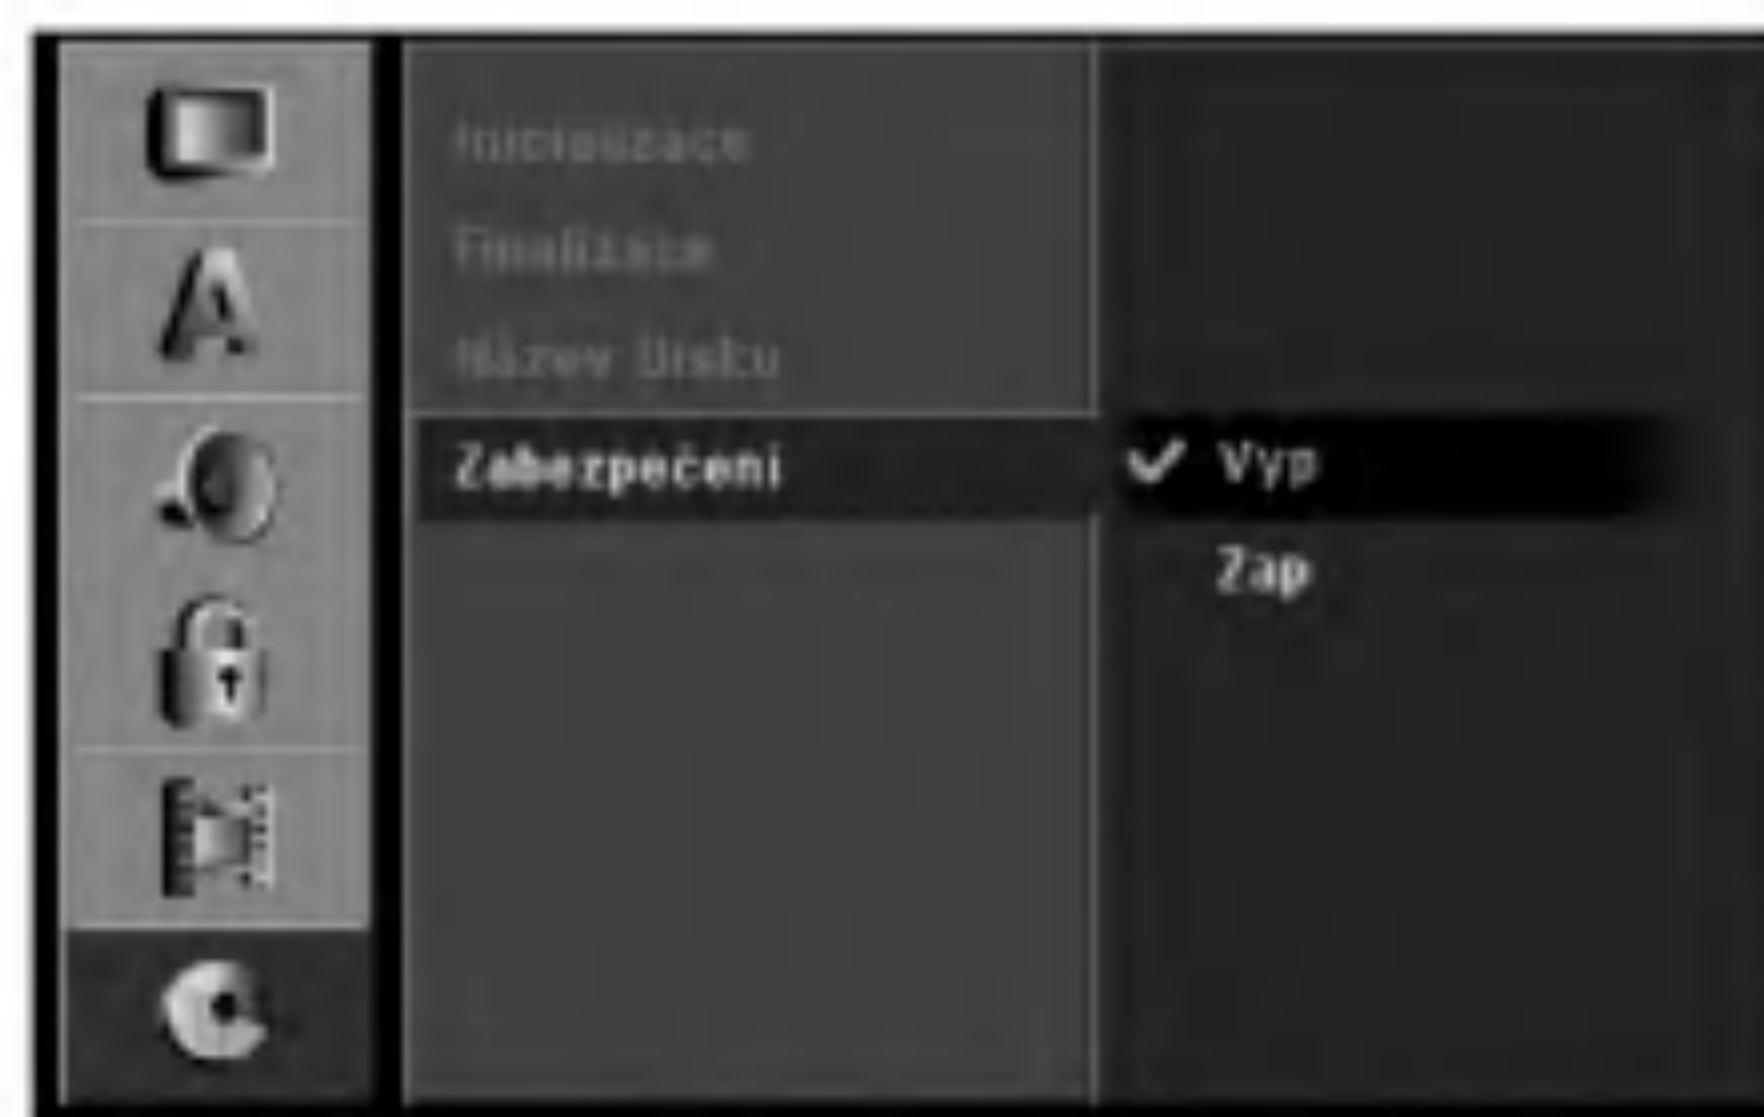 Inicializace
Finalizace
Název Disku
Zabezpečení
Vyp
Zap